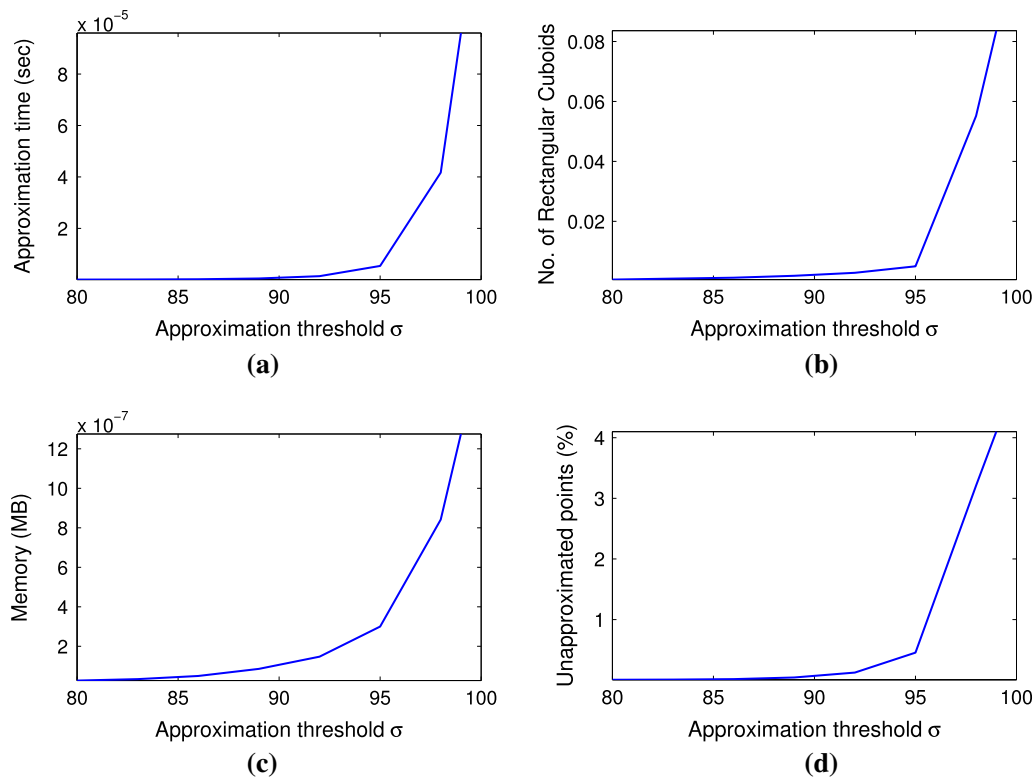 x 10⁻⁵
Approximation time (sec)
8
6
4
2
80 85 90 95 100
Approximation threshold σ
(a)
No. of Rectangular Cuboids
0.08
0.06
0.04
0.02
80 85 90 95 100
Approximation threshold σ
(b)
x 10⁻⁷
Memory (MB)
12
10
8
6
4
2
80 85 90 95 100
Approximation threshold σ
(c)
Unapproximated points (%)
4
3
2
1
80 85 90 95 100
Approximation threshold σ
(d)